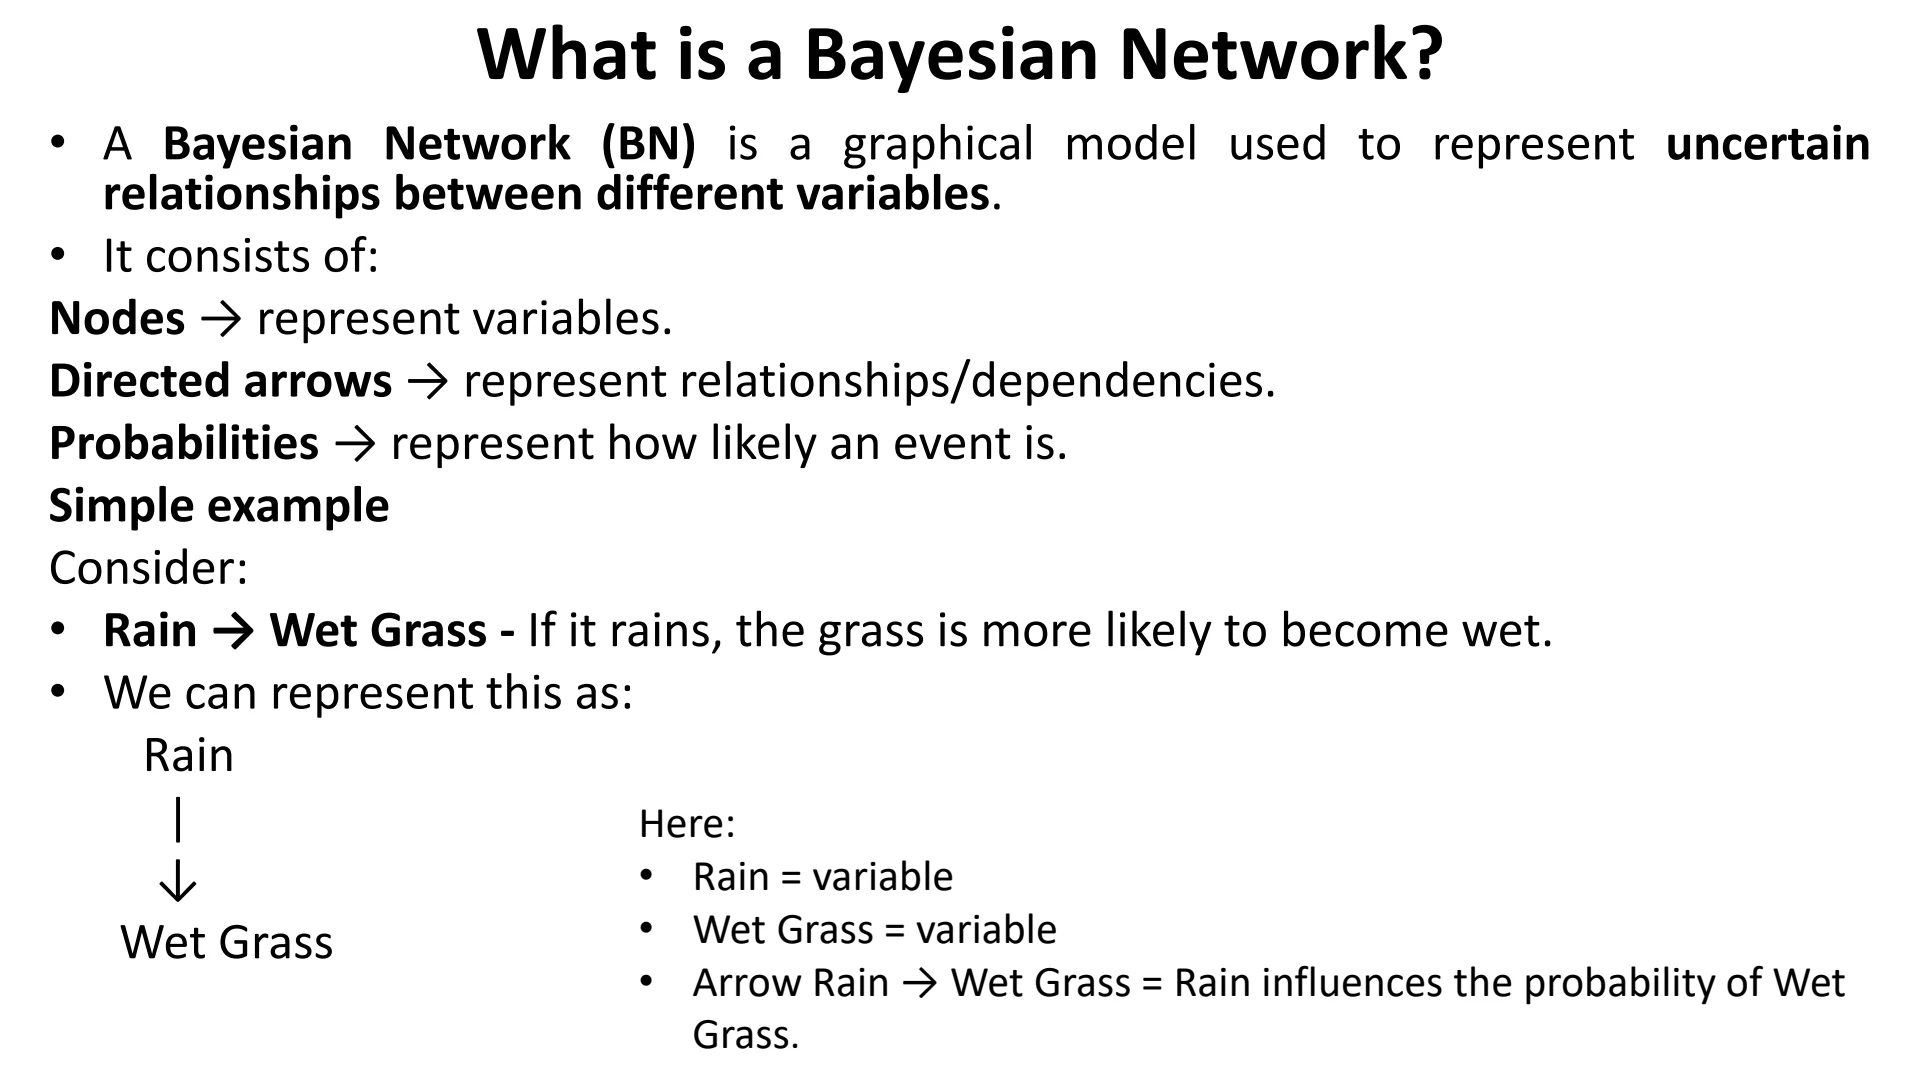 What is a Bayesian Network?
• A Bayesian Network (BN) is a graphical model used to represent uncertain
relationships between different variables.
• It consists of:
Nodes → represent variables.
Directed arrows → represent relationships/dependencies.
Probabilities → represent how likely an event is.
Simple example
Consider:
• Rain → Wet Grass - If it rains, the grass is more likely to become wet.
• We can represent this as:
Rain
|
↓
Wet Grass
Here:
• Rain = variable
• Wet Grass = variable
• Arrow Rain → Wet Grass = Rain influences the probability of Wet
Grass.